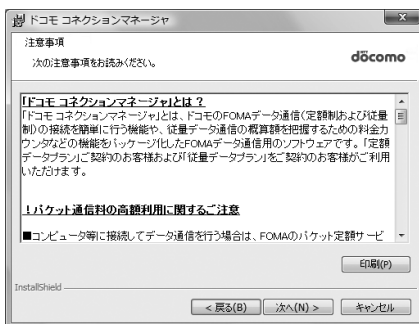 ドコモ コネクションマネージャ
注意事項
次の注意事項をお読みください。
döcomo
「ドコモ コネクションマネージャ」とは？
「ドコモ コネクションマネージャ」とは、ドコモのFOMAデータ通信（定額制および従量
制）の接続を簡単に行う機能や、従量データ通信の概算額を把握するための料金カ
ウンタなどの機能をパッケージ化したFOMAデータ通信用のソフトウェアです。「定額
データプラン」ご契約のお客様および「従量データプラン」をご契約のお客様がご利用
いただけます。
！パケット通信料の高額利用に関するご注意
■コンピュータ等に接続してデータ通信を行う場合は、FOMAのパケット定額サービ
印刷(P)
InstallShield
< 戻る(B)
次へ(N) >
キャンセル